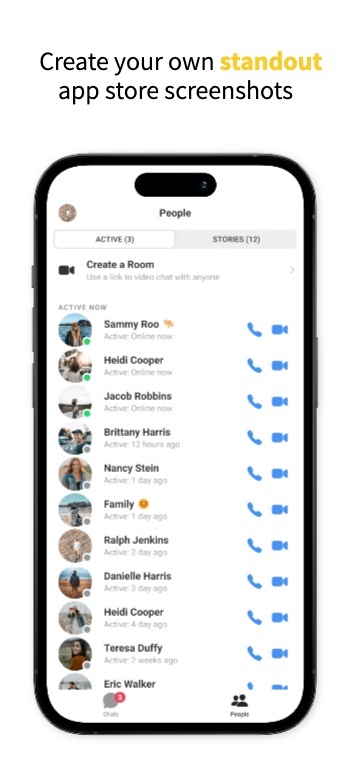 Create your own standout
app store screenshots
People
ACTIVE (3)
STORIES (12)
Create a Room
Use a link to video chat with anyone
ACTIVE NOW
Sammy Roo
Active: Online now
Heidi Cooper
Active: Online now
Jacob Robbins
Active: Online now
Brittany Harris
Active: 12 hours ago
Nancy Stein
Active: 1 day ago
Family 😊
Active: 1 day ago
Ralph Jenkins
Active: 2 day ago
Danielle Harris
Active: 3 day ago
Heidi Cooper
Active: 4 day ago
Teresa Duffy
Active: 2 weeks ago
Eric Walker
3
Chats
People